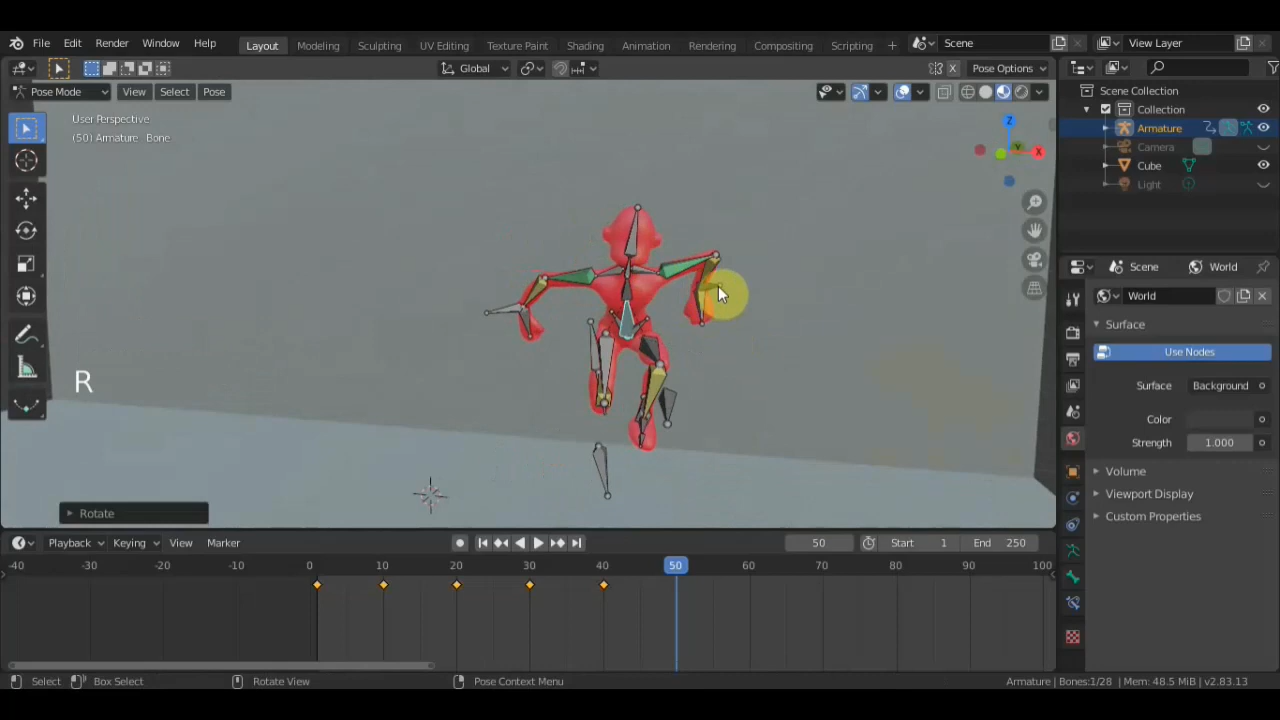 File Edit Render Window Help Layout Modeling Sculpting UV Editing Texture Paint Shading Animation Rendering Compositing Scripting + Scene View Layer
Global Pose Options
Pose Mode View Select Pose
User Perspective
(50) Armature Bone
Z
Y
X
R
Rotate
Scene Collection
Collection
Armature
Camera
Cube
Light
Scene World
World
Surface
Use Nodes
Surface Background
Color
Strength 1.000
Volume
Viewport Display
Custom Properties
Playback Keying View Marker 50 Start 1 End 250
-40 -30 -20 -10 0 10 20 30 40 50 60 70 80 90 100
Select Box Select Rotate View Pose Context Menu Armature | Bones:1/28 | Mem: 48.5 MiB | v2.83.13